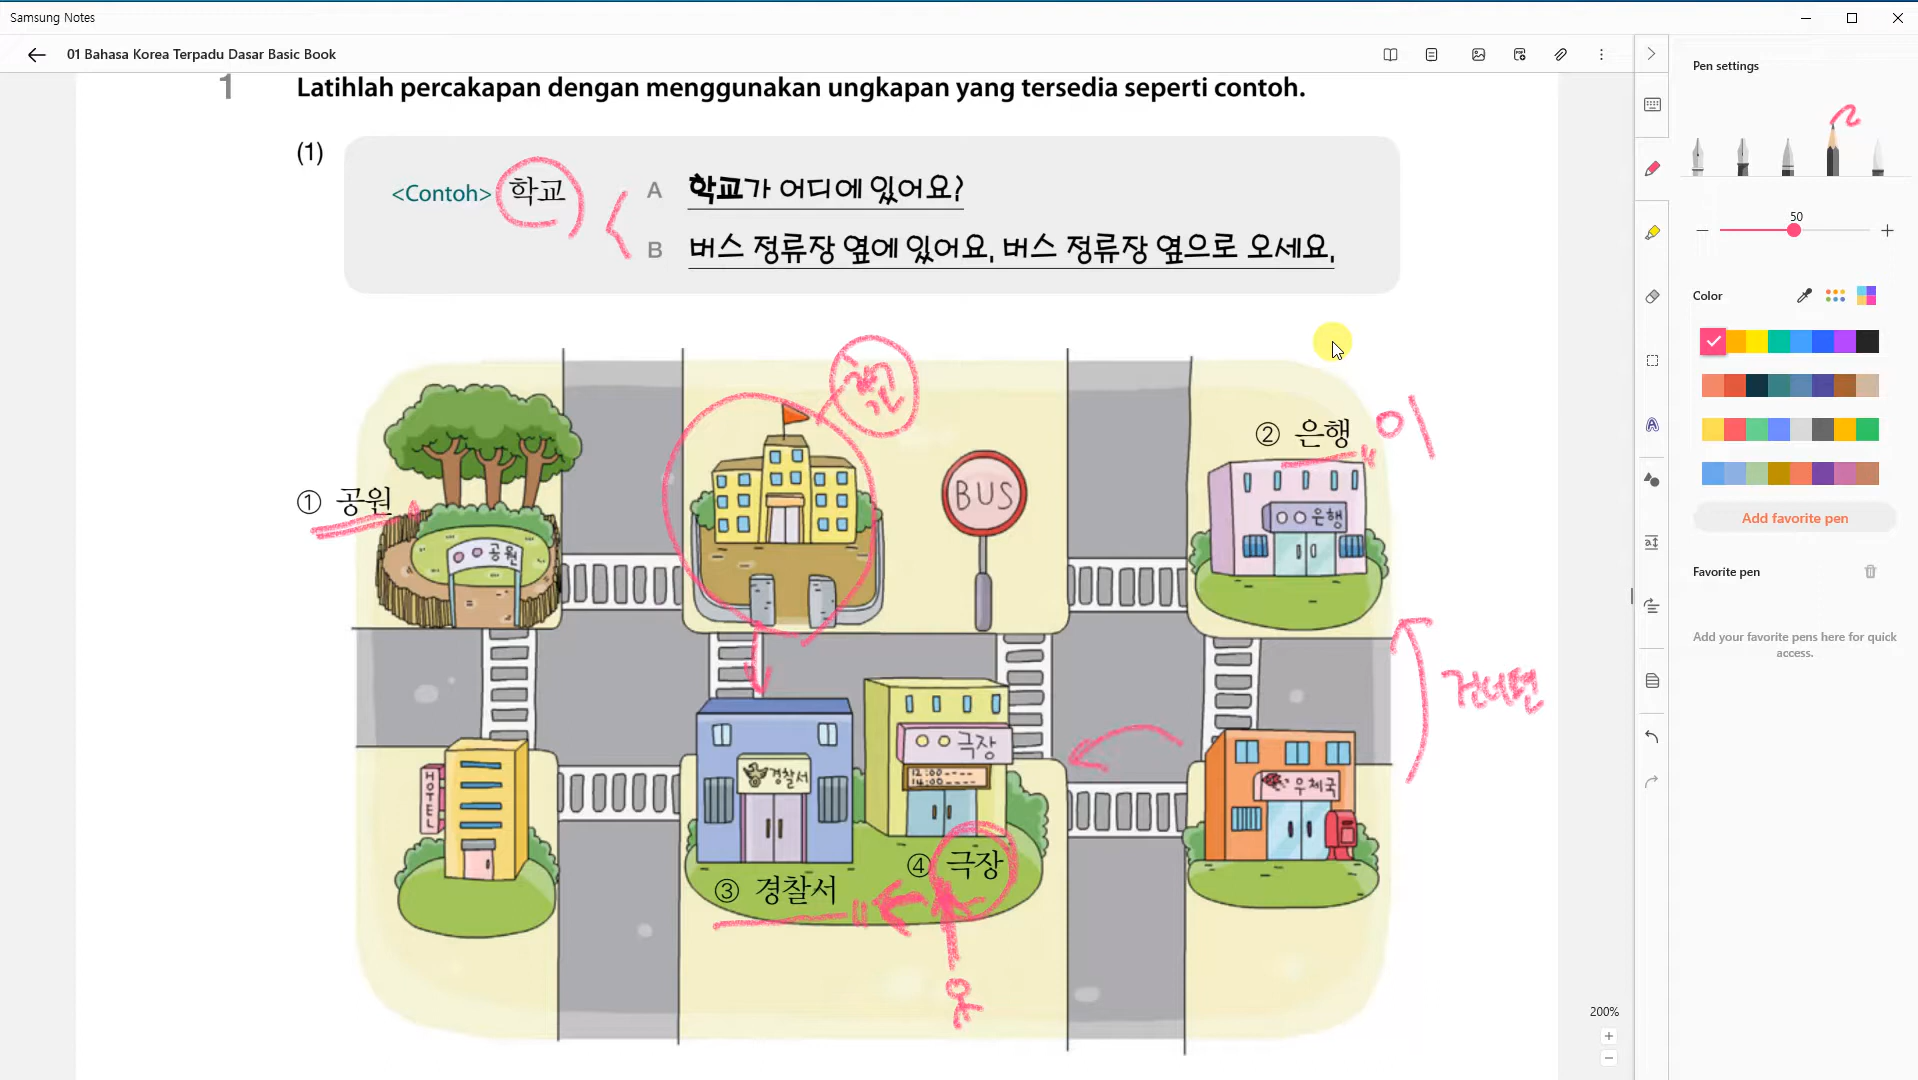 Samsung Notes
01 Bahasa Korea Terpadu Dasar Basic Book
Pen settings
1 Latihlah percakapan dengan menggunakan ungkapan yang tersedia seperti contoh.
(1)
<Contoh> 학교
A 학교가 어디에 있어요?
B 버스 정류장 옆에 있어요. 버스 정류장 옆으로 오세요.
50
Color
② 은행
이
① 공원
BUS
은행
공원
Add favorite pen
Favorite pen
Add your favorite pens here for quick access.
건너편
극장
12:00----
14:00----
경찰서
HOTEL
우체국
④ 극장
③ 경찰서
200%